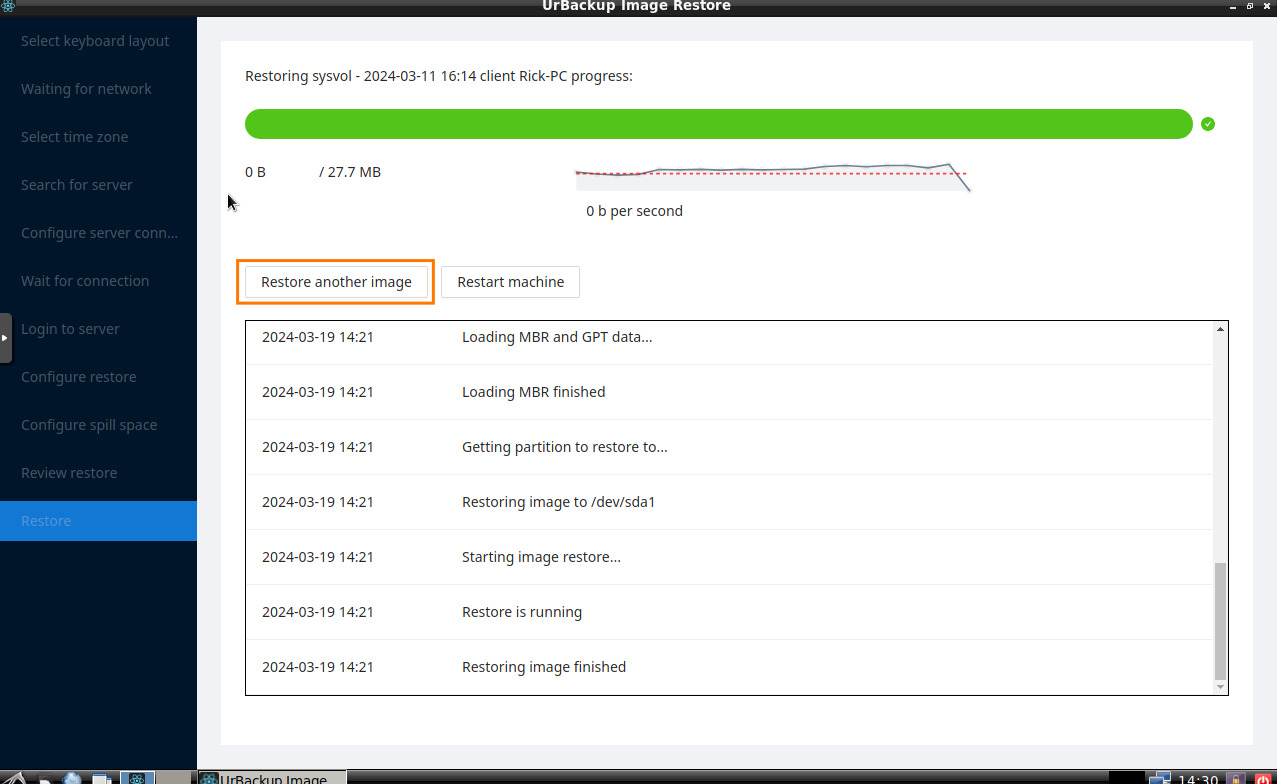 UrBackup Image Restore
Select keyboard layout
Waiting for network
Select time zone
Search for server
Configure server conn...
Wait for connection
Login to server
Configure restore
Configure spill space
Review restore
Restore
Restoring sysvol - 2024-03-11 16:14 client Rick-PC progress:
0 B / 27.7 MB
0 b per second
Restore another image Restart machine
2024-03-19 14:21 Loading MBR and GPT data...
2024-03-19 14:21 Loading MBR finished
2024-03-19 14:21 Getting partition to restore to...
2024-03-19 14:21 Restoring image to /dev/sda1
2024-03-19 14:21 Starting image restore...
2024-03-19 14:21 Restore is running
2024-03-19 14:21 Restoring image finished
UrBackup Image 14:30